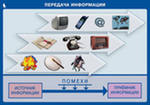 ПЕРЕДАЧА ИНФОРМАЦИИ
ПОМЕХИ
ИСТОЧНИК
ИНФОРМАЦИИ
ПРИЁМНИК
ИНФОРМАЦИИ